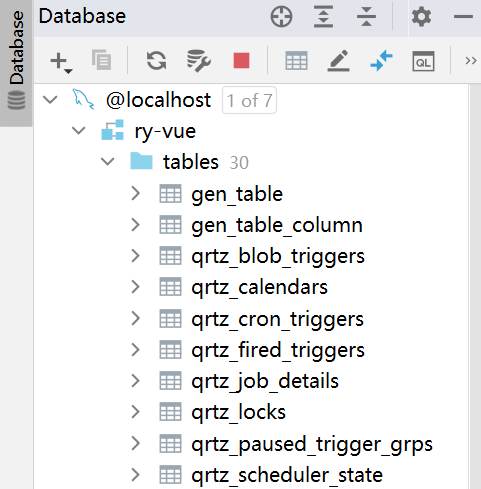 Database
Database
QL
@localhost 1 of 7
ry-vue
tables 30
gen_table
gen_table_column
qrtz_blob_triggers
qrtz_calendars
qrtz_cron_triggers
qrtz_fired_triggers
qrtz_job_details
qrtz_locks
qrtz_paused_trigger_grps
qrtz_scheduler_state